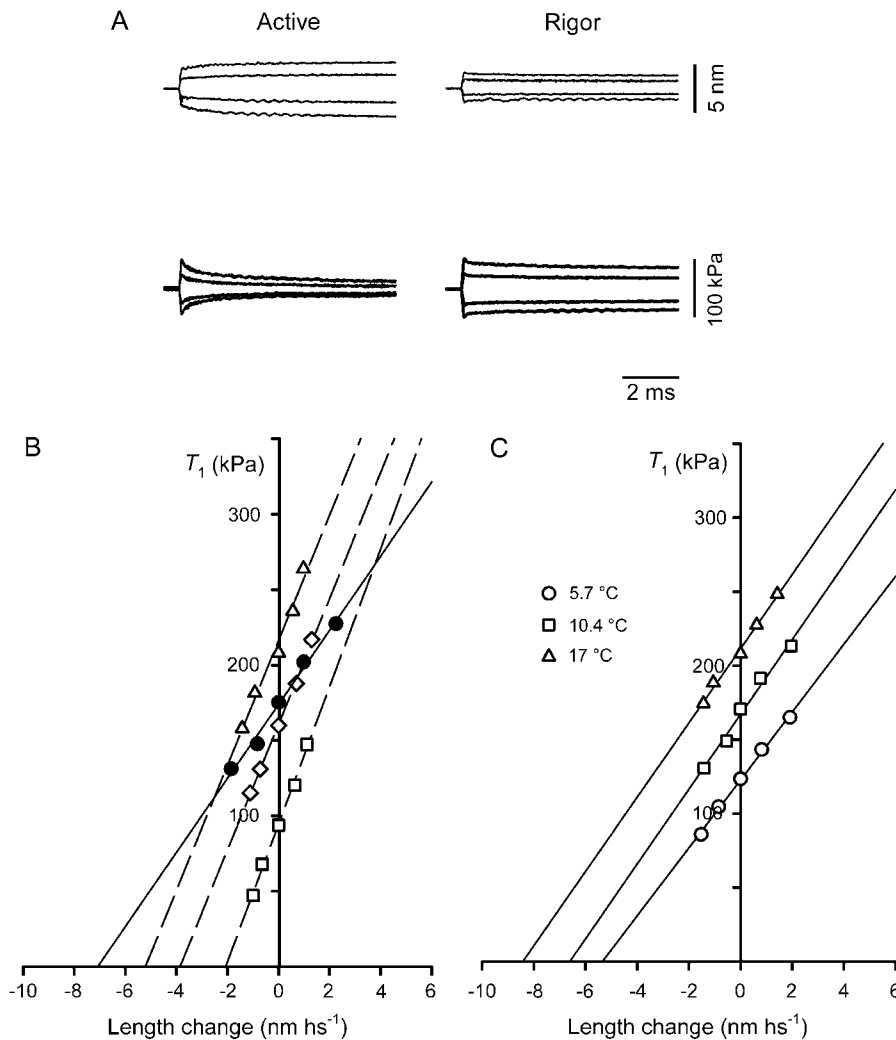 A
Active
Rigor
5 nm
100 kPa
2 ms
B
T1 (kPa)
300
200
100
-10 -8 -6 -4 -2 0 2 4 6
Length change (nm hs-1)
C
T1 (kPa)
300
5.7 °C
10.4 °C
17 °C
200
100
-10 -8 -6 -4 -2 0 2 4 6
Length change (nm hs-1)